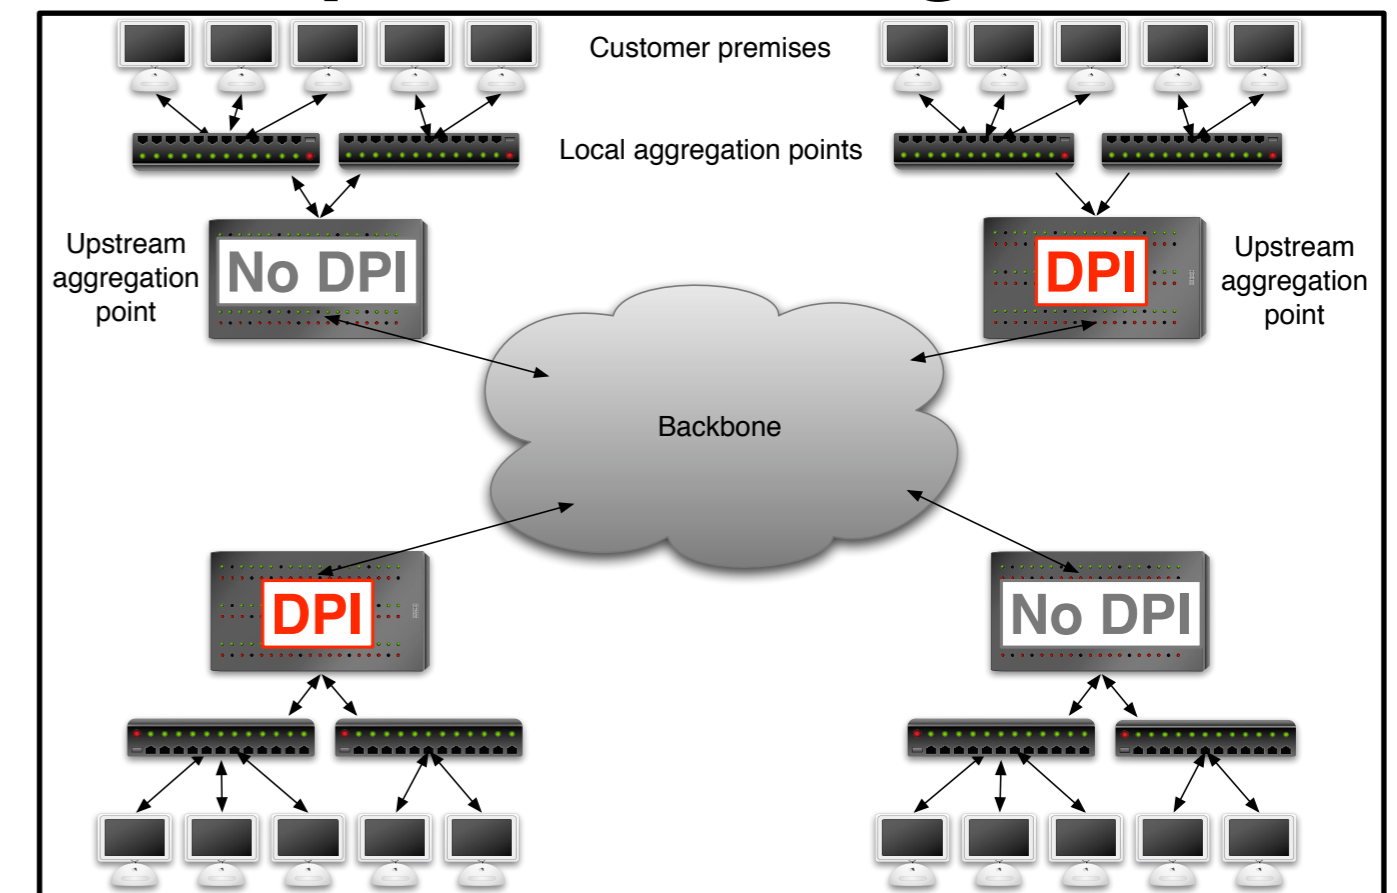 Customer premises
Local aggregation points
Upstream
aggregation
point
No DPI
DPI
Upstream
aggregation
point
Backbone
DPI
No DPI